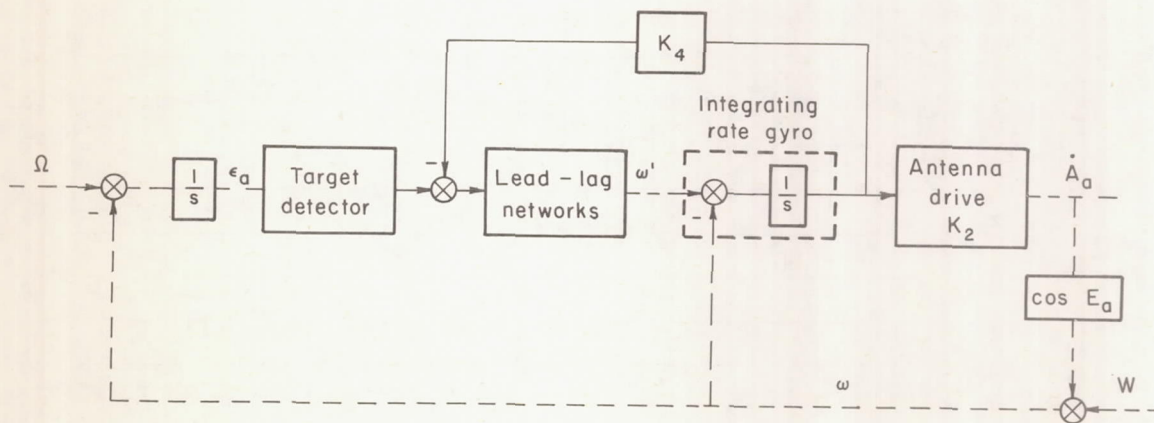 K4
Integrating
rate gyro
Ω
-
1/s
εa
Target
detector
-
Lead-lag
networks
ω'
-
1/s
Antenna
drive
K2
Ȧa
cos Ea
ω
W